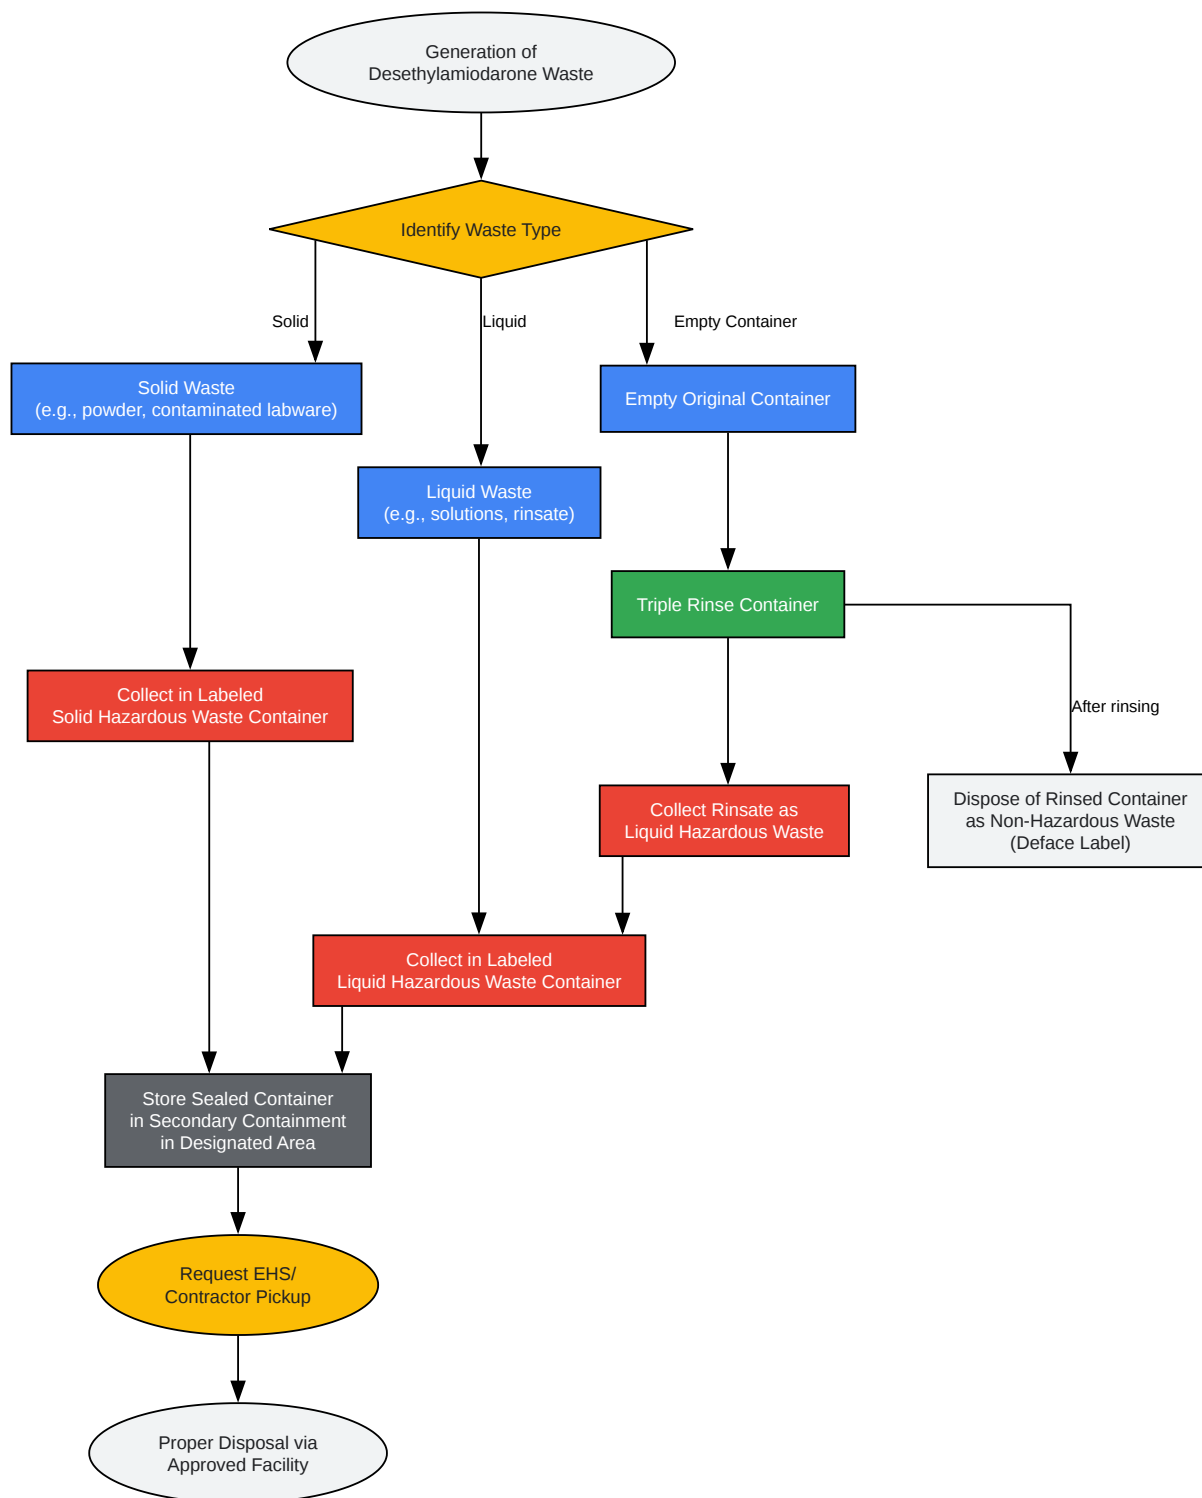 Generation of
Desethylamiodarone Waste
Identify Waste Type
Solid
Liquid
Empty Container
Solid Waste
(e.g., powder, contaminated labware)
Empty Original Container
Liquid Waste
(e.g., solutions, rinsate)
Triple Rinse Container
Collect in Labeled
Solid Hazardous Waste Container
After rinsing
Collect Rinsate as
Liquid Hazardous Waste
Dispose of Rinsed Container
as Non-Hazardous Waste
(Deface Label)
Collect in Labeled
Liquid Hazardous Waste Container
Store Sealed Container
in Secondary Containment
in Designated Area
Request EHS/
Contractor Pickup
Proper Disposal via
Approved Facility